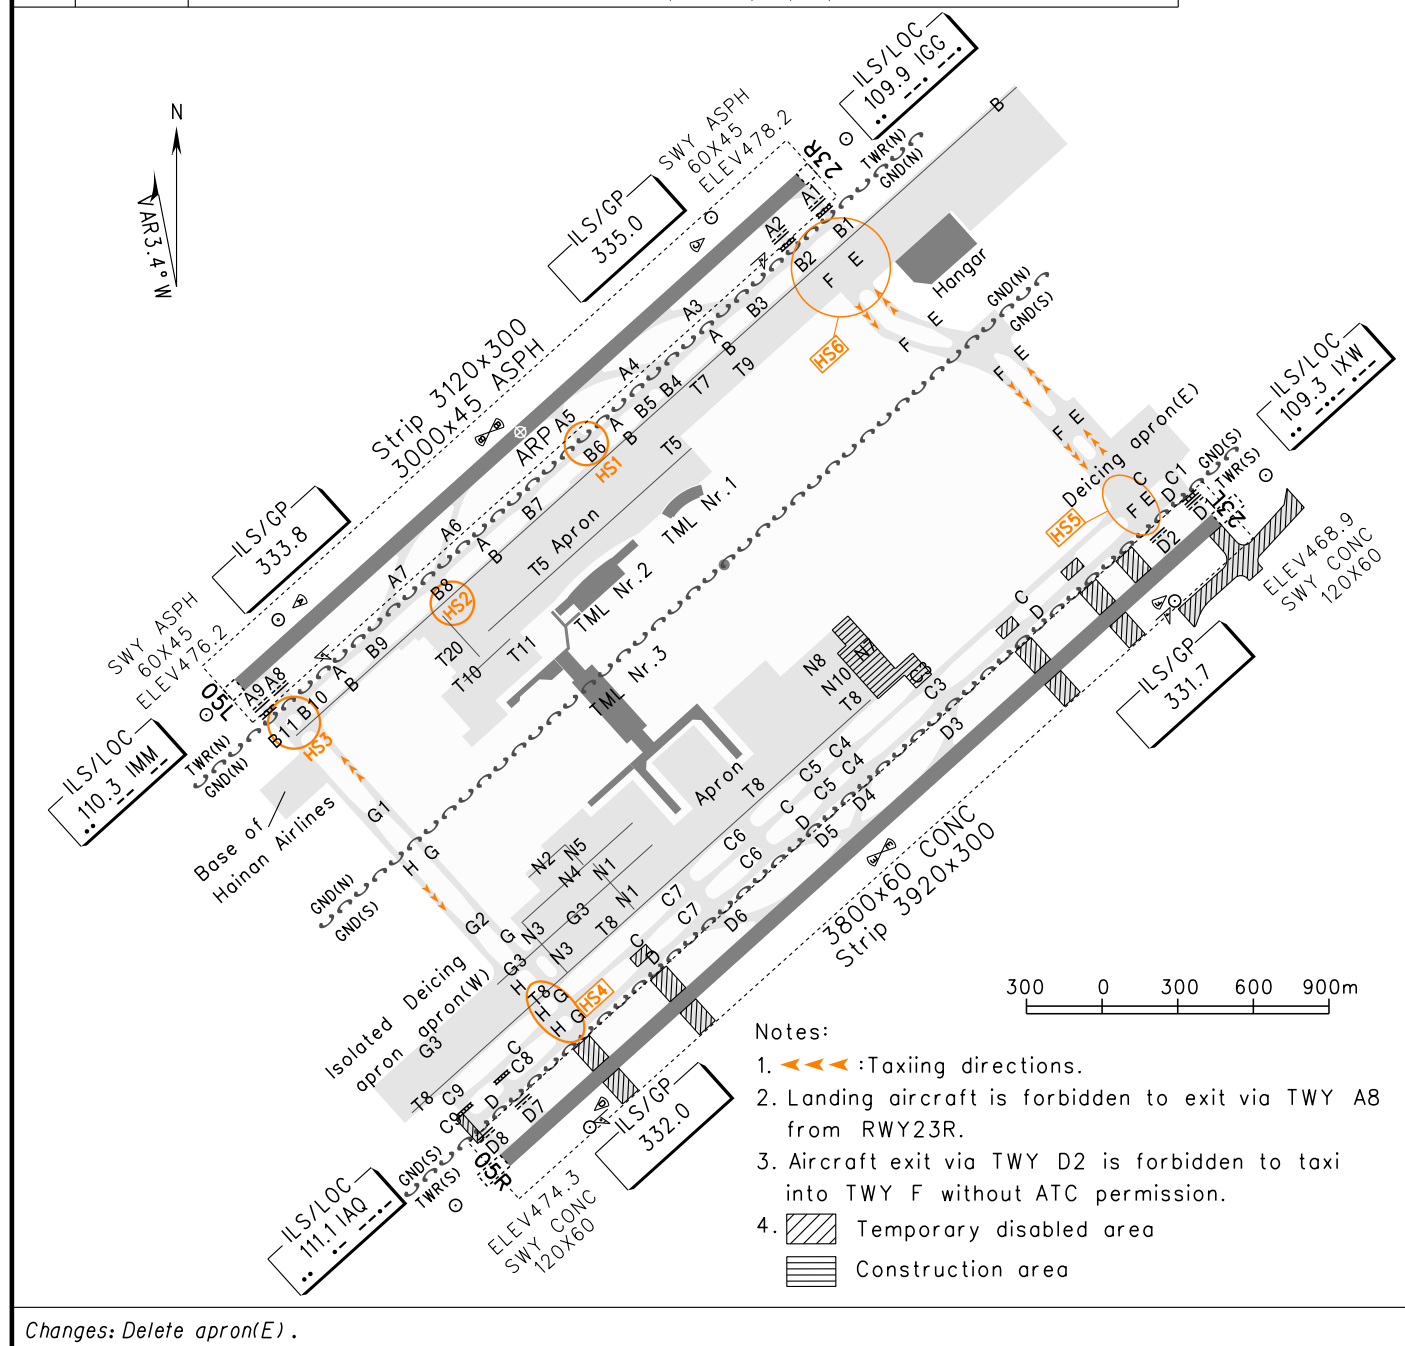 ILS/LOC
109.9 IGG
N
VAR3.4° W
SWY ASPH
60X45
ELEV478.2
23R
TWR(N)
GND(N)
B
ILS/GP
335.0
A1
A2
B1
B2
E
F
Hangar
HS6
GND(N)
GND(S)
A3
B3
A
B
T9
T7
B4
B5
A4
A
B
E
F
E
F
E
F
Strip 3120x300
3000x45 ASPH
ARP
A5
B6
HS1
T5
ILS/LOC
109.3 IXW
Deicing apron(E)
GND(S)
TWR(S)
C
C1
D
E
F
D1
23L
HS5
D2
ELEV468.9
SWY CONC
120X60
ILS/GP
333.8
A6
B7
A
B
T5
Apron
TML Nr.1
TML Nr.2
TML Nr.3
A7
B8
HS2
T20
T10
T11
SWY ASPH
60X45
ELEV476.2
05L
A9
A8
A
B
B9
B10
B11
HS3
TWR(N)
GND(N)
ILS/LOC
110.3 IMM
Base of
Hainan Airlines
G1
H
G
GND(N)
GND(S)
C
D
N8
N7
N10
T8
C3
C3
D3
ILS/GP
331.7
Apron
T8
C4
C4
C5
C5
C
D
D4
D5
C6
C6
D6
C7
C7
3800x60 CONC
Strip 3920x300
N2
N5
N4
N1
N1
G3
T8
N3
N3
G2
G
G3
H
T8
G
H
H
G
HS4
C
D
Isolated Deicing
apron
apron(W)
G3
T8
C9
C9
C
C8
D
D7
D8
05R
GND(S)
TWR(S)
ILS/LOC
111.1 IAQ
ELEV474.3
SWY CONC
120X60
ILS/GP
332.0
300 0 300 600 900m
Notes:
1. :Taxiing directions.
2. Landing aircraft is forbidden to exit via TWY A8
from RWY23R.
3. Aircraft exit via TWY D2 is forbidden to taxi
into TWY F without ATC permission.
4. Temporary disabled area
Construction area
Changes: Delete apron(E).